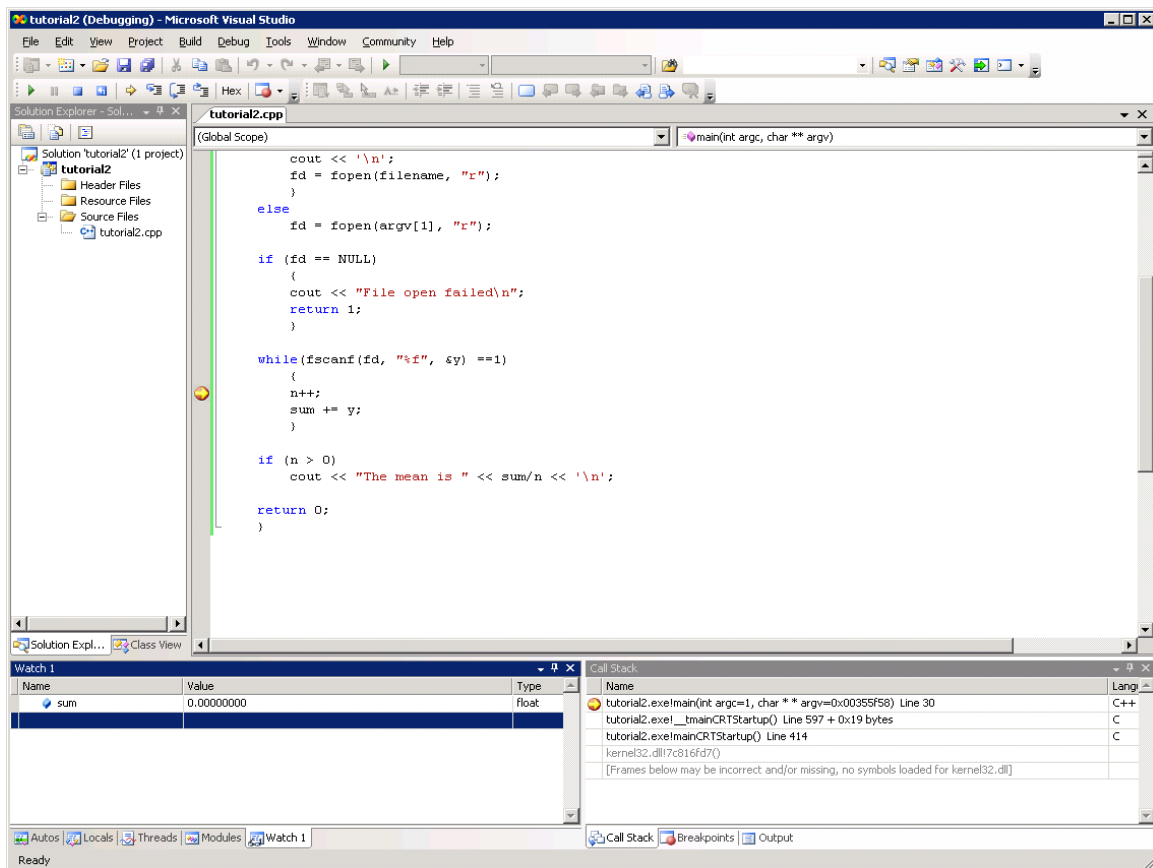 tutorial2 (Debugging) - Microsoft Visual Studio
File Edit View Project Build Debug Tools Window Community Help
Hex
Solution Explorer - Sol...
tutorial2.cpp
(Global Scope)
main(int argc, char ** argv)
Solution 'tutorial2' (1 project)
tutorial2
Header Files
Resource Files
Source Files
tutorial2.cpp
cout << '\n';
fd = fopen(filename, "r");
}
else
fd = fopen(argv[1], "r");
if (fd == NULL)
{
cout << "File open failed\n";
return 1;
}
while(fscanf(fd, "%f", &y) ==1)
{
n++;
sum += y;
}
if (n > 0)
cout << "The mean is " << sum/n << '\n';
return 0;
}
Solution Expl... Class View
Watch 1
Name Value Type
sum 0.00000000 float
Autos Locals Threads Modules Watch 1
Call Stack
Name Langu
tutorial2.exe!main(int argc=1, char * * argv=0x00355f58) Line 30 C++
tutorial2.exe!__tmainCRTStartup() Line 597 + 0x19 bytes C
tutorial2.exe!mainCRTStartup() Line 414 C
kernel32.dll!7c816fd7()
[Frames below may be incorrect and/or missing, no symbols loaded for kernel32.dll]
Call Stack Breakpoints Output
Ready